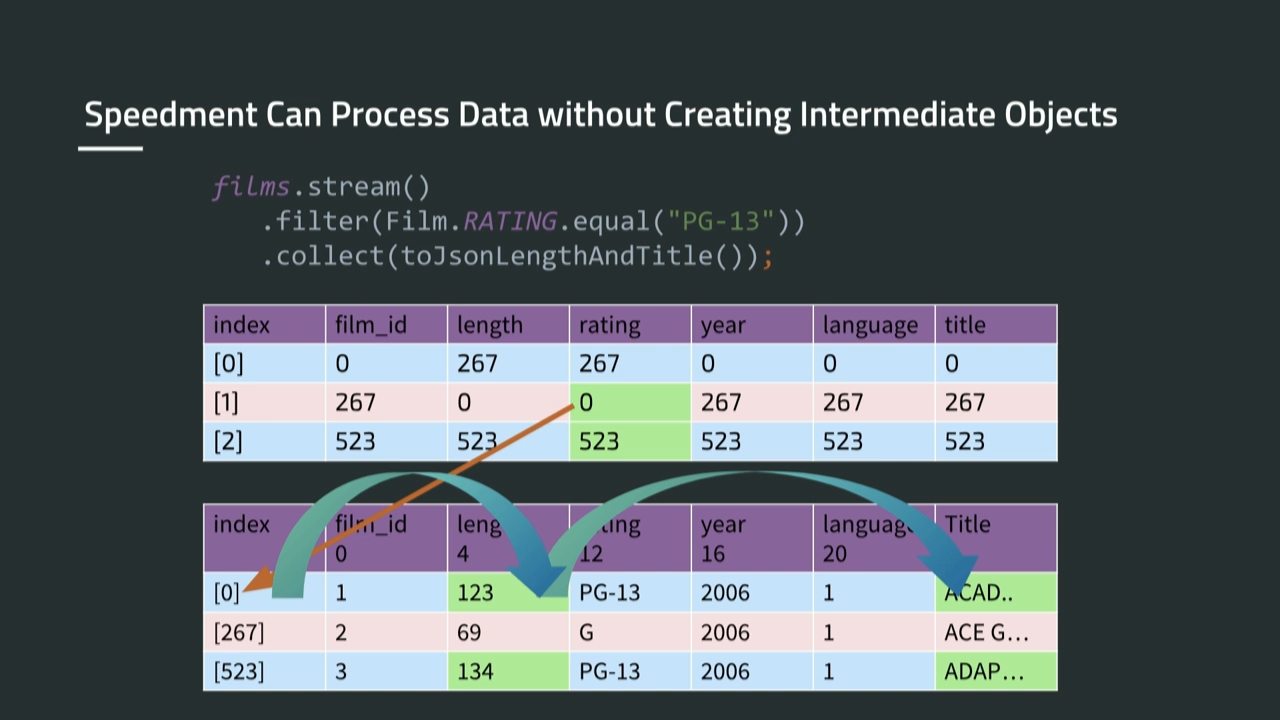 Speedment Can Process Data without Creating Intermediate Objects
films.stream()
.filter(Film.RATING.equal("PG-13"))
.collect(toJsonLengthAndTitle());
index film_id length rating year language title
[0] 0 267 267 0 0 0
[1] 267 0 0 267 267 267
[2] 523 523 523 523 523 523
index film_id leng ting year languag Title
0 4 12 16 20
[0] 1 123 PG-13 2006 1 ACAD..
[267] 2 69 G 2006 1 ACE G...
[523] 3 134 PG-13 2006 1 ADAP...